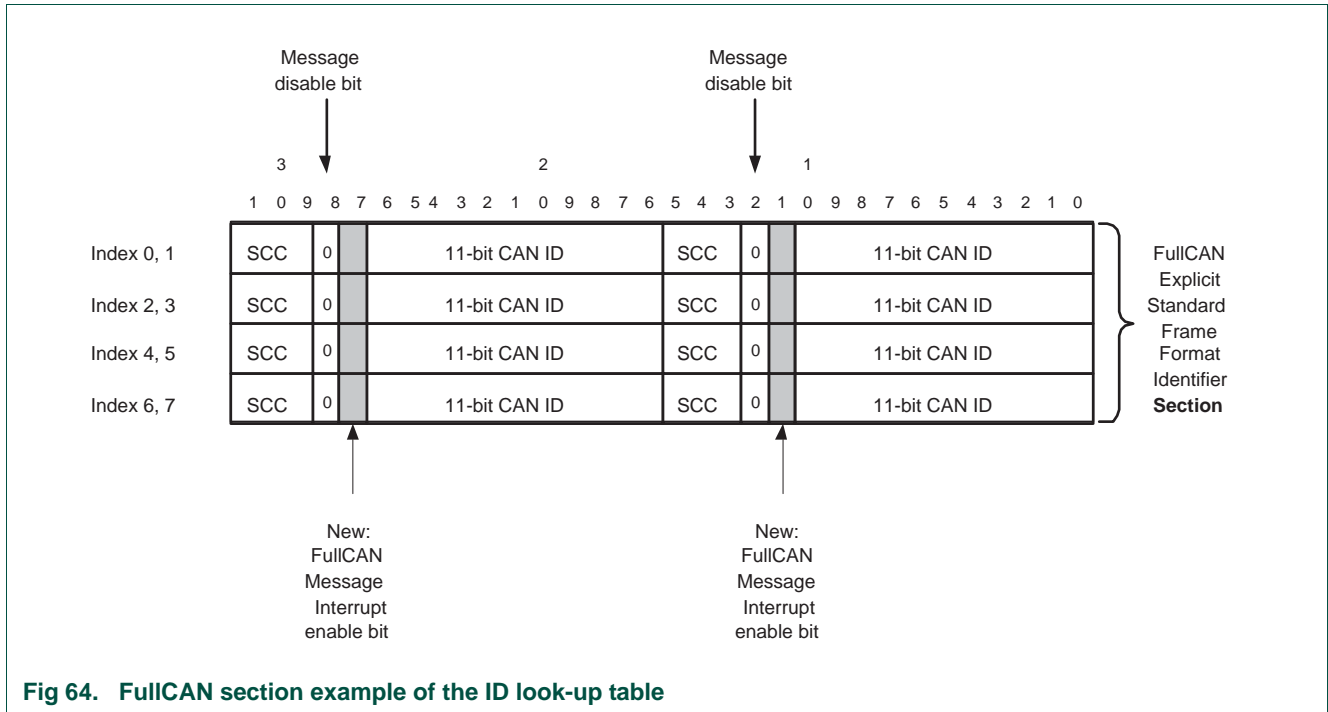 Message
disable bit
Message
disable bit
3 2 1
1 0 9 8 7 6 5 4 3 2 1 0 9 8 7 6 5 4 3 2 1 0 9 8 7 6 5 4 3 2 1 0
Index 0, 1 SCC 0 11-bit CAN ID SCC 0 11-bit CAN ID
Index 2, 3 SCC 0 11-bit CAN ID SCC 0 11-bit CAN ID
Index 4, 5 SCC 0 11-bit CAN ID SCC 0 11-bit CAN ID
Index 6, 7 SCC 0 11-bit CAN ID SCC 0 11-bit CAN ID
FullCAN
Explicit
Standard
Frame
Format
Identifier
Section
New:
FullCAN
Message
Interrupt
enable bit
New:
FullCAN
Message
Interrupt
enable bit
Fig 64. FullCAN section example of the ID look-up table